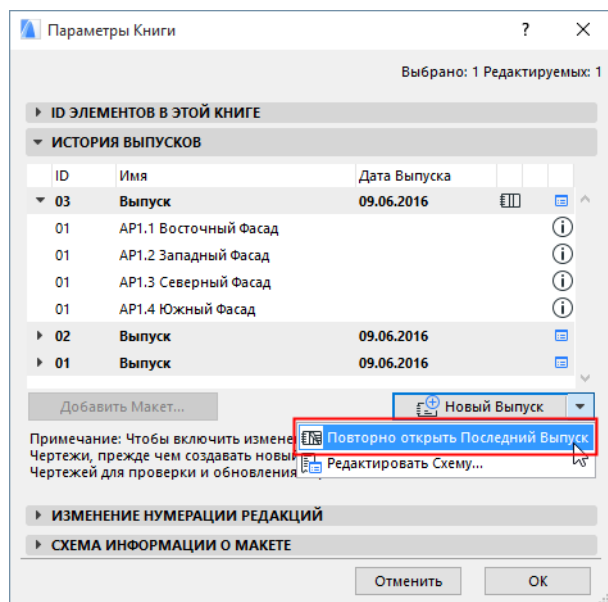 Параметры Книги
?
Выбрано: 1 Редактируемых: 1
ID ЭЛЕМЕНТОВ В ЭТОЙ КНИГЕ
ИСТОРИЯ ВЫПУСКОВ
ID Имя Дата Выпуска
03 Выпуск 09.06.2016
01 АР1.1 Восточный Фасад
01 АР1.2 Западный Фасад
01 АР1.3 Северный Фасад
01 АР1.4 Южный Фасад
02 Выпуск 09.06.2016
01 Выпуск 09.06.2016
Добавить Макет... Новый Выпуск
Повторно открыть Последний Выпуск
Редактировать Схему...
Примечание: Чтобы включить измене
Чертежи, прежде чем создавать новый
Чертежей для проверки и обновления
ИЗМЕНЕНИЕ НУМЕРАЦИИ РЕДАКЦИЙ
СХЕМА ИНФОРМАЦИИ О МАКЕТЕ
Отменить OK